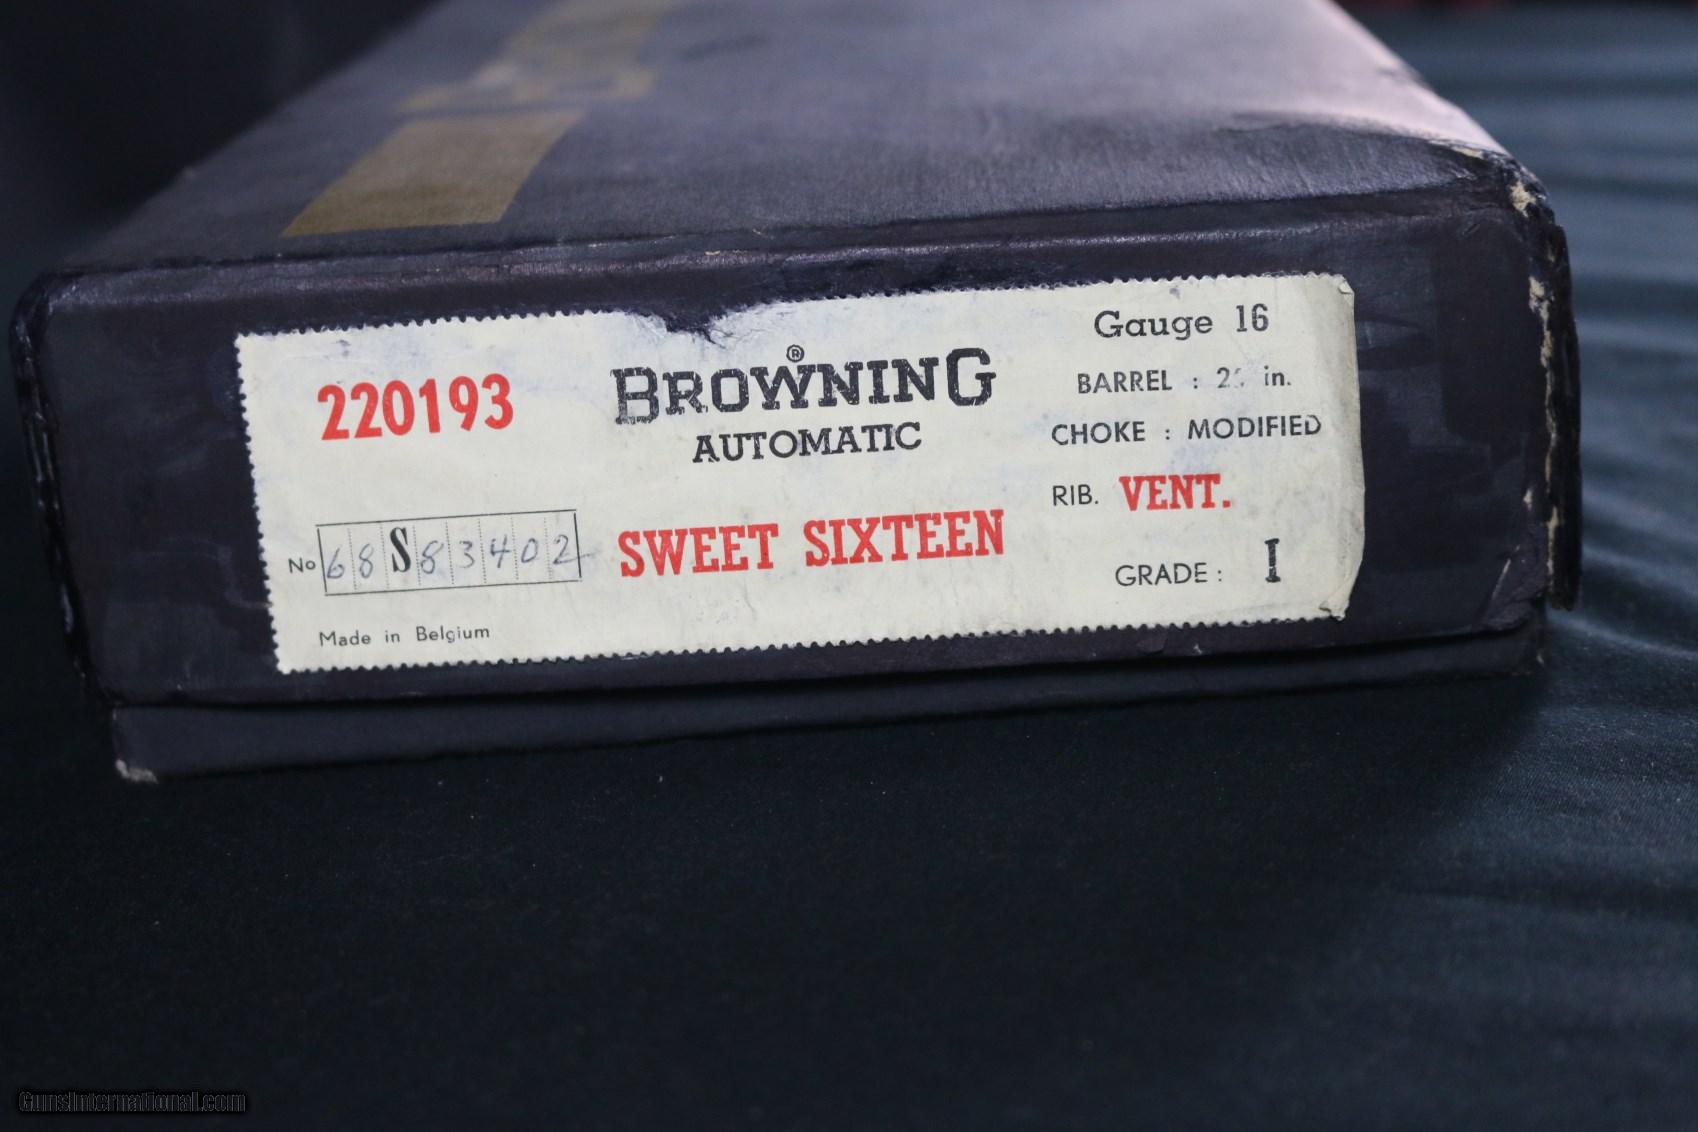 220193
BROWNING®
AUTOMATIC
SWEET SIXTEEN
No 68S83402
Made in Belgium
Gauge 16
BARREL : in.
CHOKE : MODIFIED
RIB. VENT.
GRADE : I
GunsInternational.com